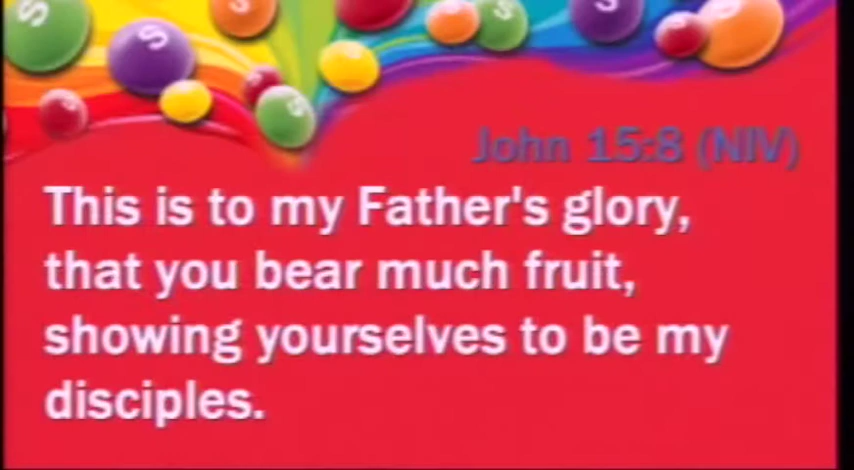 John 15:8 (NIV)
This is to my Father's glory,
that you bear much fruit,
showing yourselves to be my
disciples.